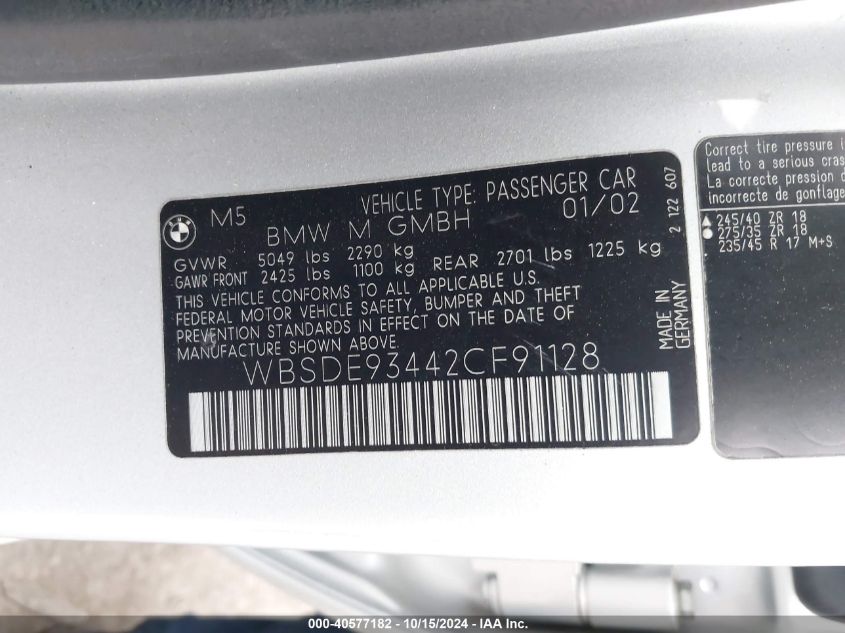 BMW
M5
VEHICLE TYPE: PASSENGER CAR
BMW M GMBH
01/02
GVWR 5049 lbs 2290 kg
GAWR FRONT 2425 lbs 1100 kg REAR 2701 lbs 1225 kg
THIS VEHICLE CONFORMS TO ALL APPLICABLE U.S.
FEDERAL MOTOR VEHICLE SAFETY, BUMPER AND THEFT
PREVENTION STANDARDS IN EFFECT ON THE DATE OF
MANUFACTURE SHOWN ABOVE.
WBSDE93442CF91128
2 122 607
MADE IN
GERMANY
Correct tire pressure i
lead to a serious cras
La correcte pression d
incorrecte de gonflag
▲ 245/40 ZR 18
● 275/35 ZR 18
235/45 R 17 M+S
© 40577182 - 10/15/2024 - IAA Inc.